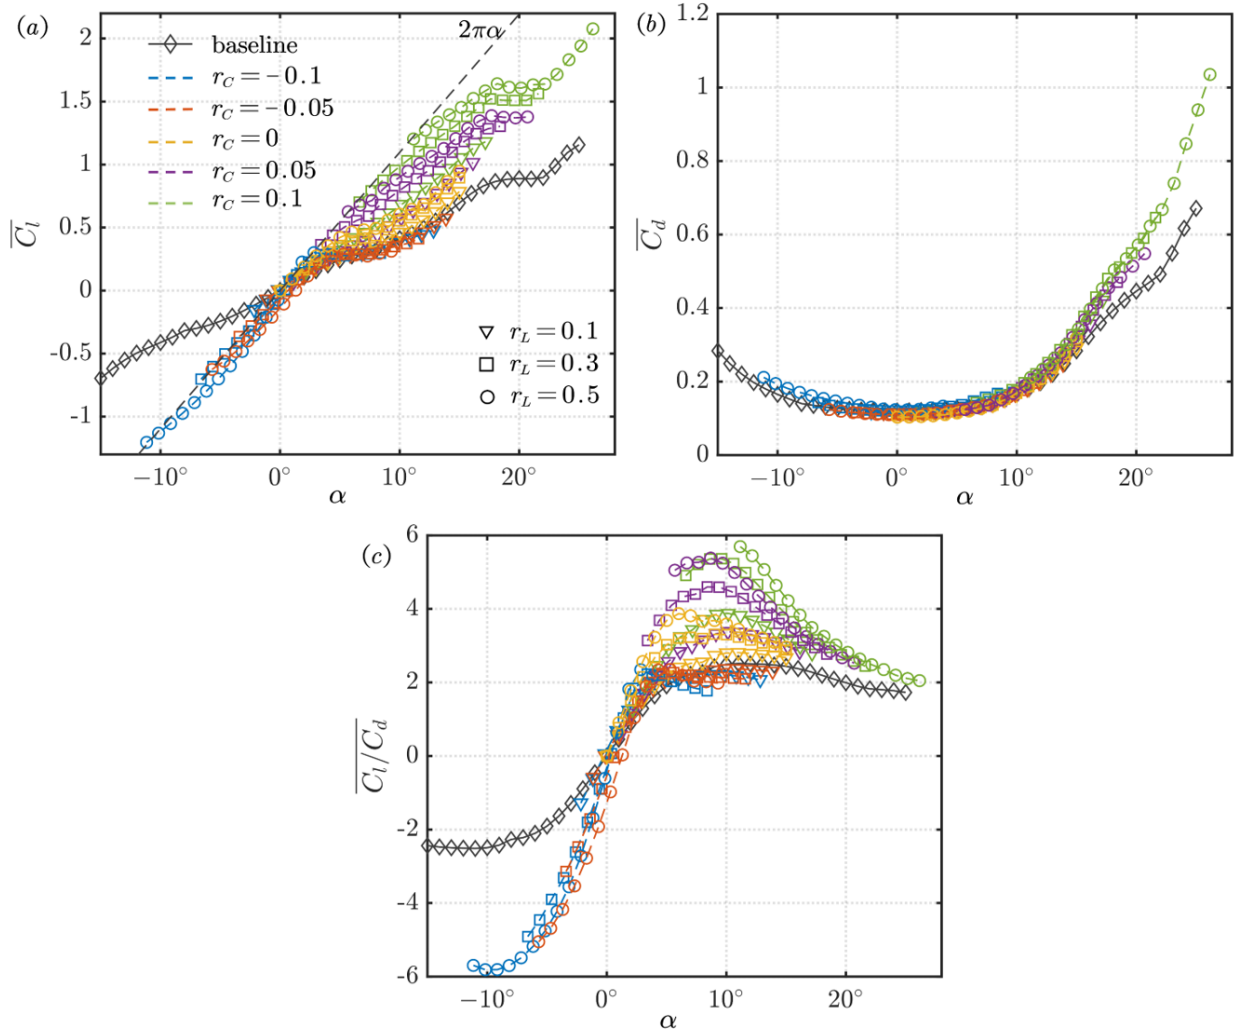 (a)
2πα
baseline
r_C = −0.1
r_C = −0.05
r_C = 0
r_C = 0.05
r_C = 0.1
r_L = 0.1
r_L = 0.3
r_L = 0.5
2
1.5
1
0.5
0
-0.5
-1
C_l
−10° 0° 10° 20°
α
(b)
1.2
1
0.8
0.6
0.4
0.2
0
C_d
−10° 0° 10° 20°
α
(c)
6
4
2
0
-2
-4
-6
C_l/C_d
−10° 0° 10° 20°
α